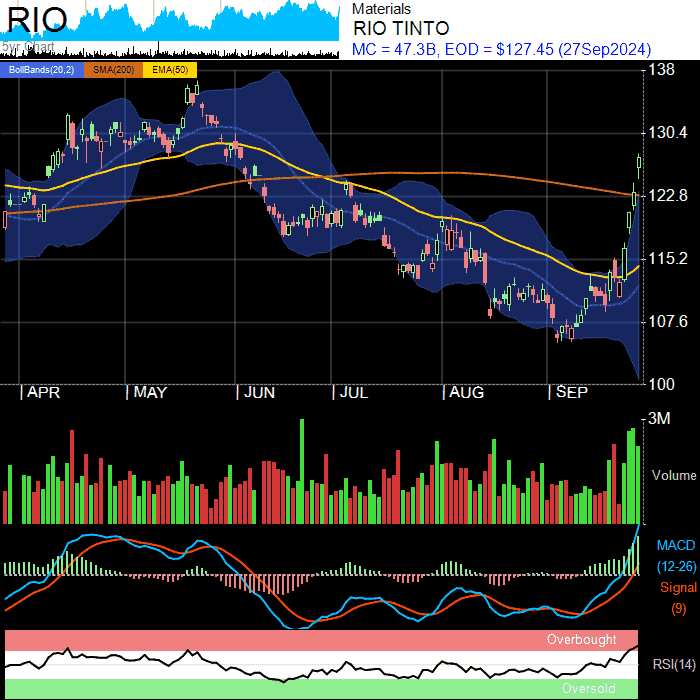 RIO
5yr Chart
Materials
RIO TINTO
MC = 47.3B, EOD = $127.45 (27Sep2024)
BollBands(20,2) SMA(200) EMA(50)
138
130.4
122.8
115.2
107.6
100
APR MAY JUN JUL AUG SEP
3M
Volume
MACD
(12-26)
Signal
(9)
Overbought
RSI(14)
Oversold